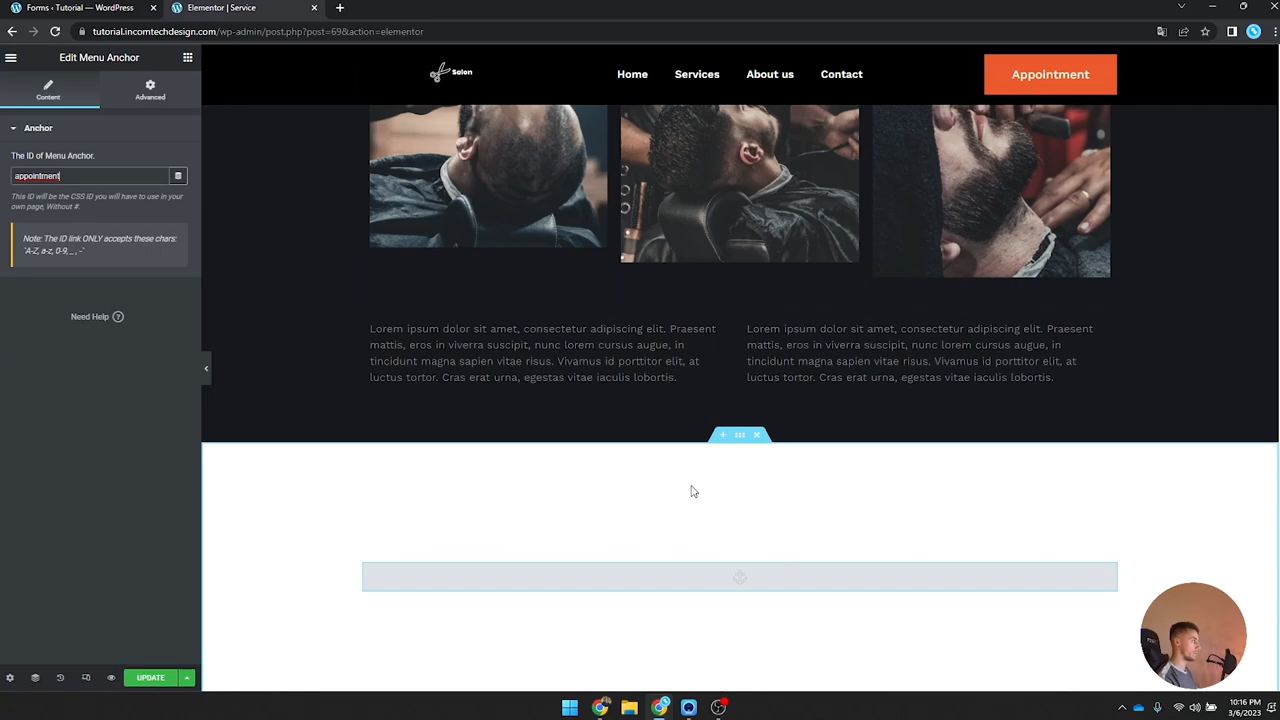 Forms ‹ Tutorial — WordPress
Elementor | Service
tutorial.incomtechdesign.com/wp-admin/post.php?post=69&action=elementor
Edit Menu Anchor
Content
Advanced
Anchor
The ID of Menu Anchor.
appointment
This ID will be the CSS ID you will have to use in your
own page, Without #.
Note: The ID link ONLY accepts these chars:
`A-Z, a-z, 0-9, _ , -`
Need Help
UPDATE
Salon
Home
Services
About us
Contact
Appointment
Lorem ipsum dolor sit amet, consectetur adipiscing elit. Praesent
mattis, eros in viverra suscipit, nunc lorem cursus augue, in
tincidunt magna sapien vitae risus. Vivamus id porttitor elit, at
luctus tortor. Cras erat urna, egestas vitae iaculis lobortis.
Lorem ipsum dolor sit amet, consectetur adipiscing elit. Praesent
mattis, eros in viverra suscipit, nunc lorem cursus augue, in
tincidunt magna sapien vitae risus. Vivamus id porttitor elit, at
luctus tortor. Cras erat urna, egestas vitae iaculis lobortis.
10:16 PM
3/6/2023